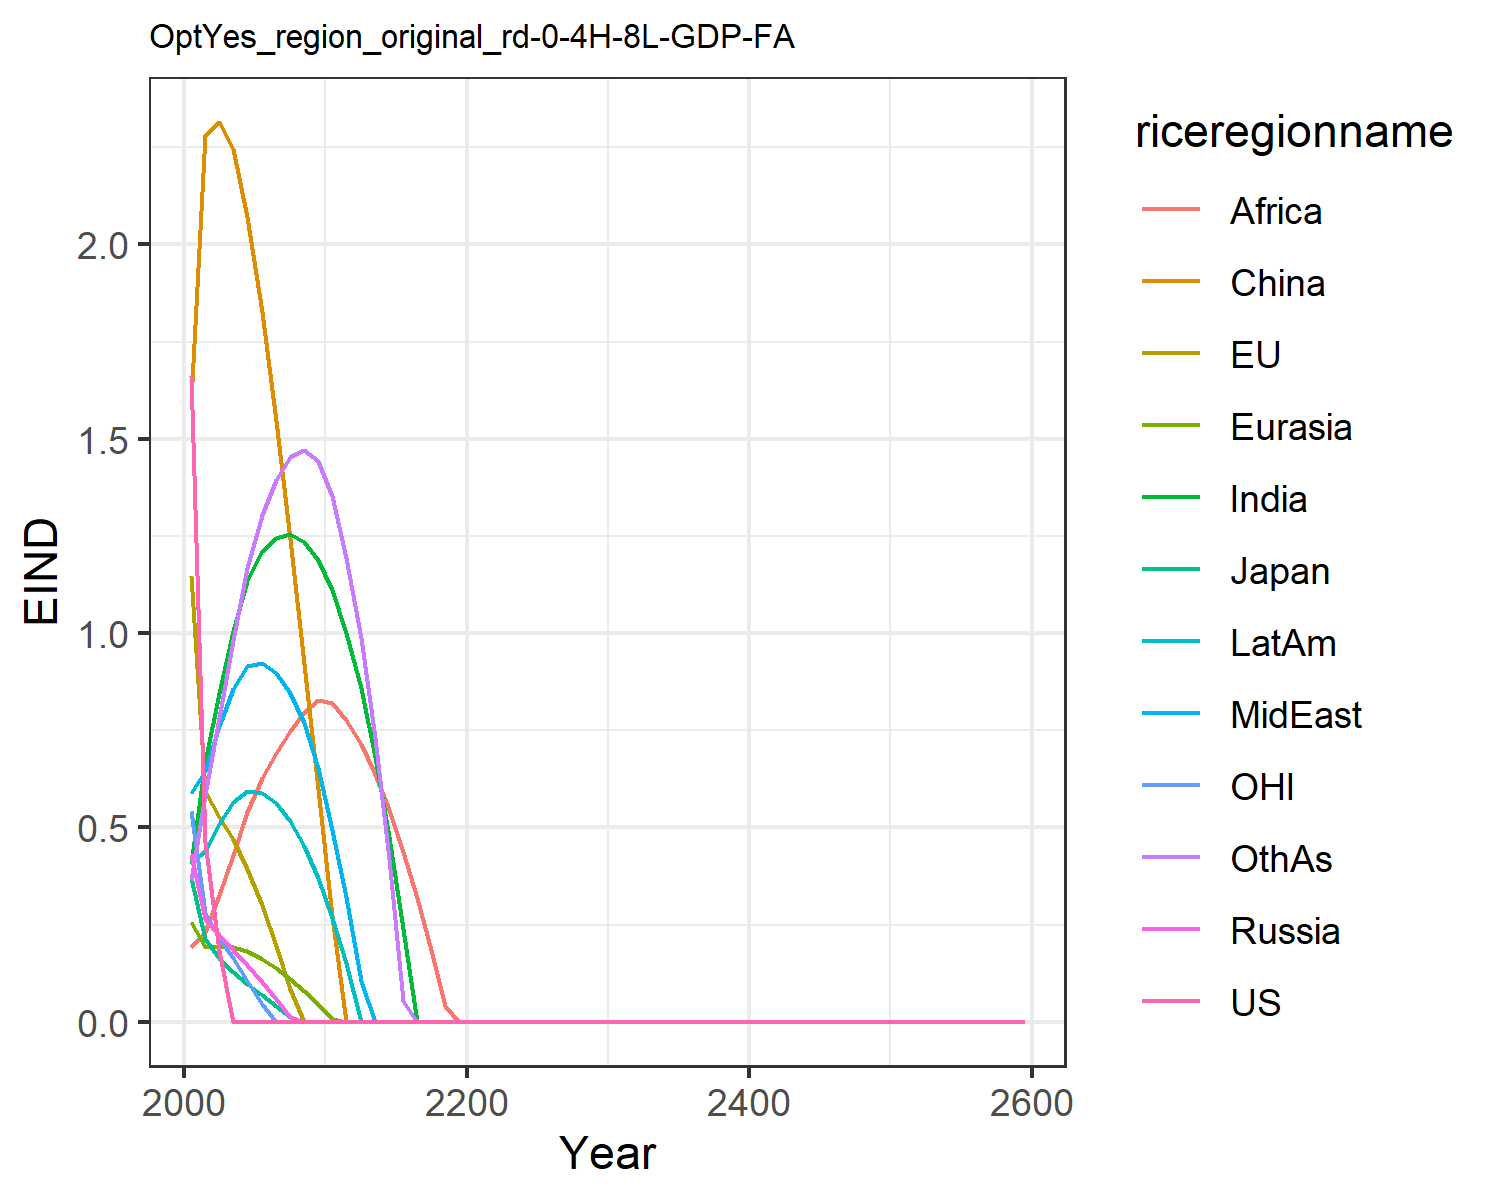 OptYes_region_original_rd-0-4H-8L-GDP-FA
EIND
2.0
1.5
1.0
0.5
0.0
2000
2200
2400
2600
Year
riceregionname
Africa
China
EU
Eurasia
India
Japan
LatAm
MidEast
OHI
OthAs
Russia
US